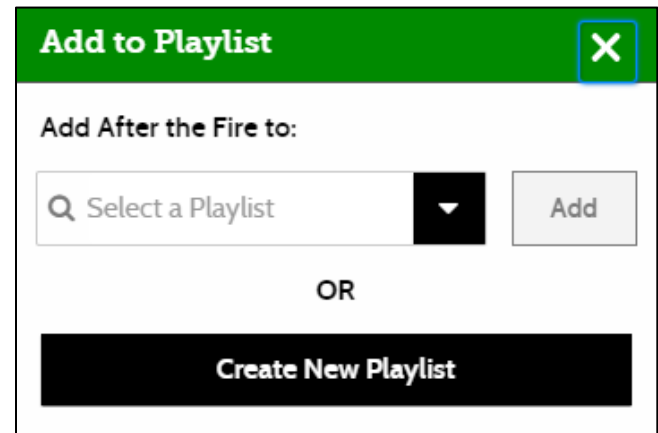 Add to Playlist
Add After the Fire to:
Select a Playlist
Add
OR
Create New Playlist